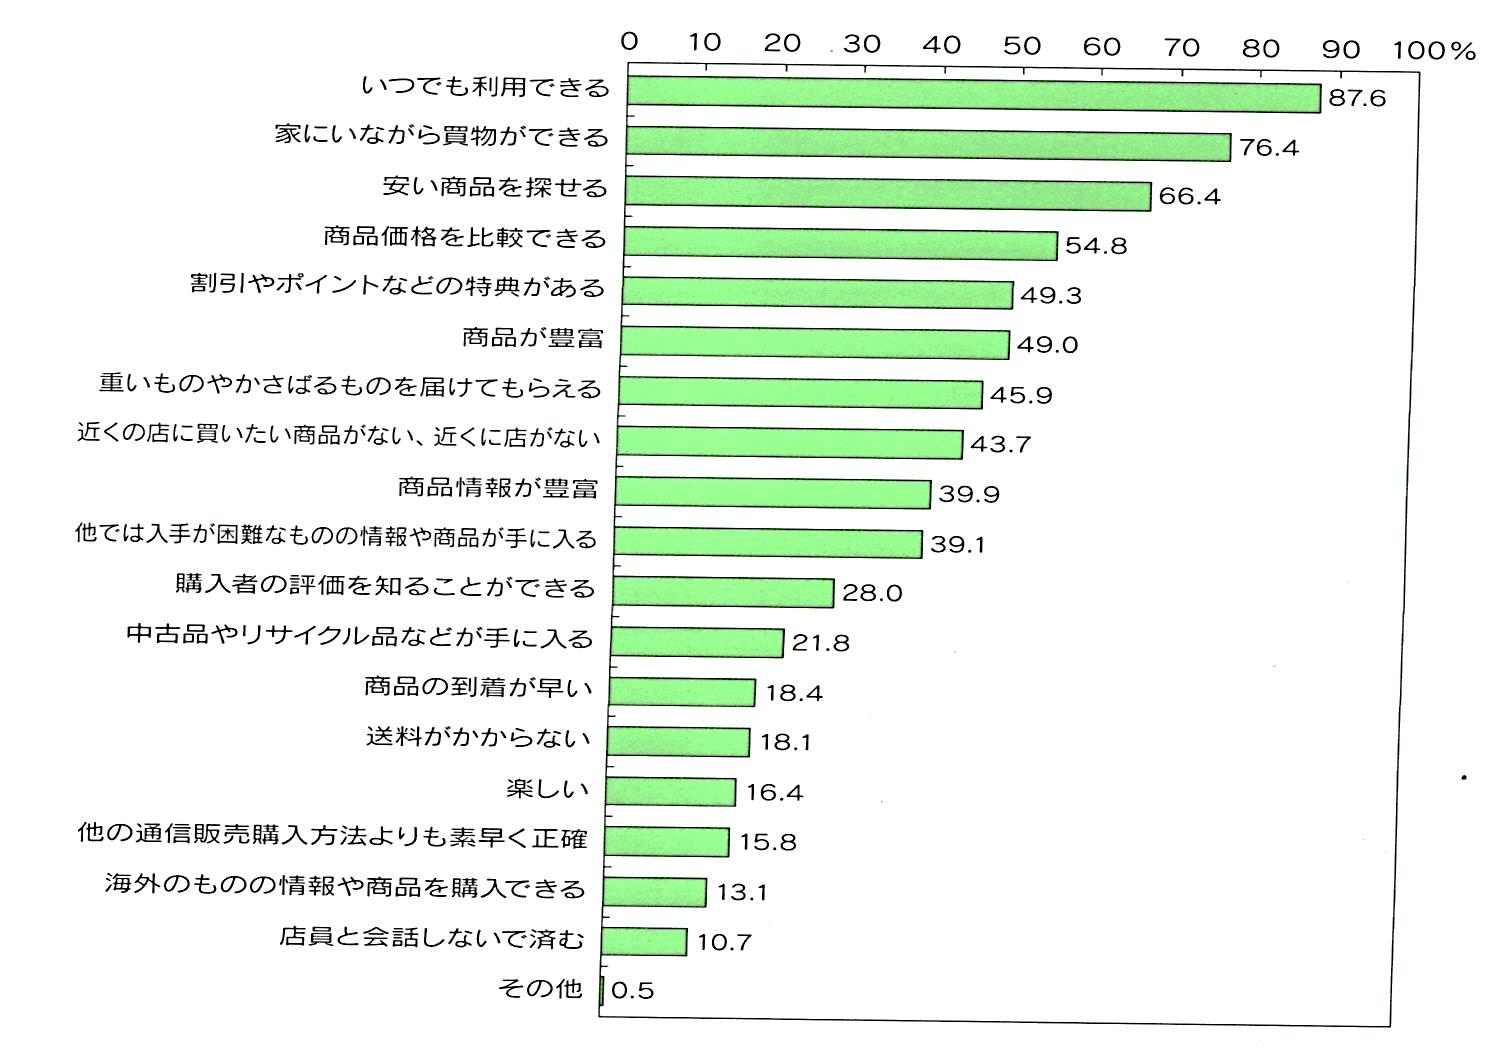 0 10 20 30 40 50 60 70 80 90 100%
いつでも利用できる 87.6
家にいながら買物ができる 76.4
安い商品を探せる 66.4
商品価格を比較できる 54.8
割引やポイントなどの特典がある 49.3
商品が豊富 49.0
重いものやかさばるものを届けてもらえる 45.9
近くの店に買いたい商品がない、近くに店がない 43.7
商品情報が豊富 39.9
他では入手が困難なものの情報や商品が手に入る 39.1
購入者の評価を知ることができる 28.0
中古品やリサイクル品などが手に入る 21.8
商品の到着が早い 18.4
送料がかからない 18.1
楽しい 16.4
他の通信販売購入方法よりも素早く正確 15.8
海外のものの情報や商品を購入できる 13.1
店員と会話しないで済む 10.7
その他 0.5